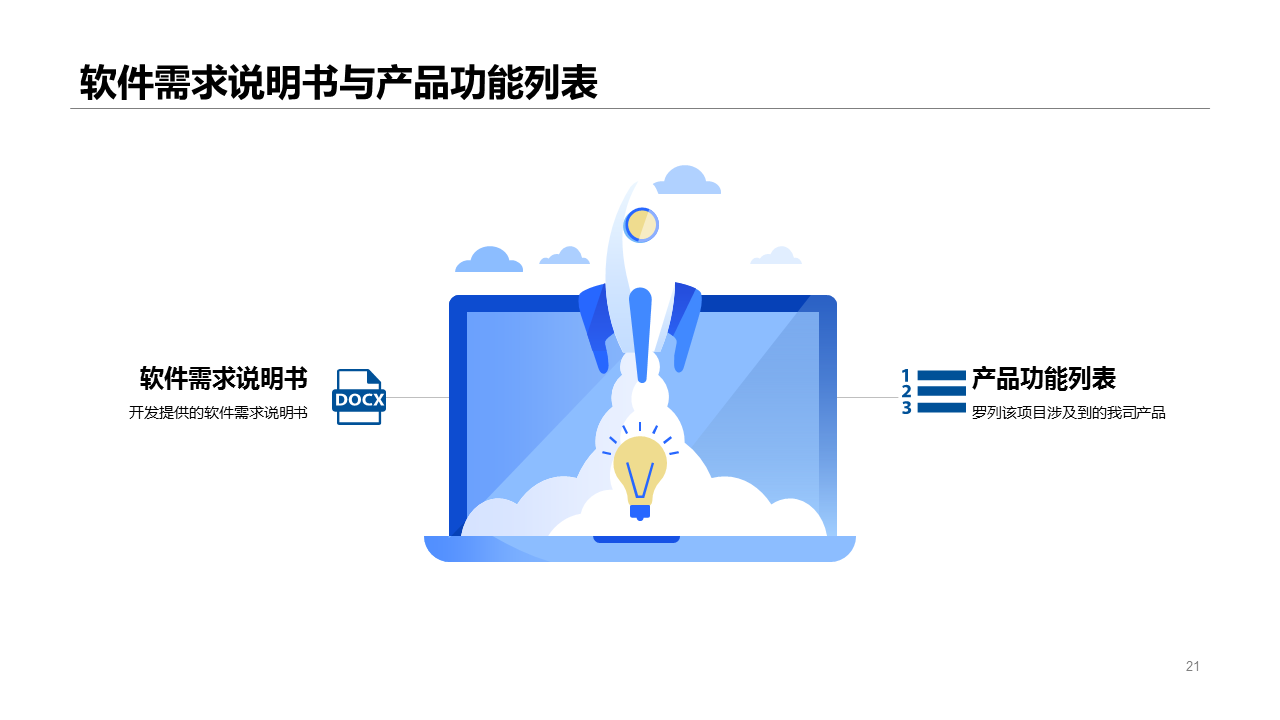 软件需求说明书与产品功能列表
软件需求说明书
开发提供的软件需求说明书
DOCX
1
2
3
产品功能列表
罗列该项目涉及到的我司产品
21